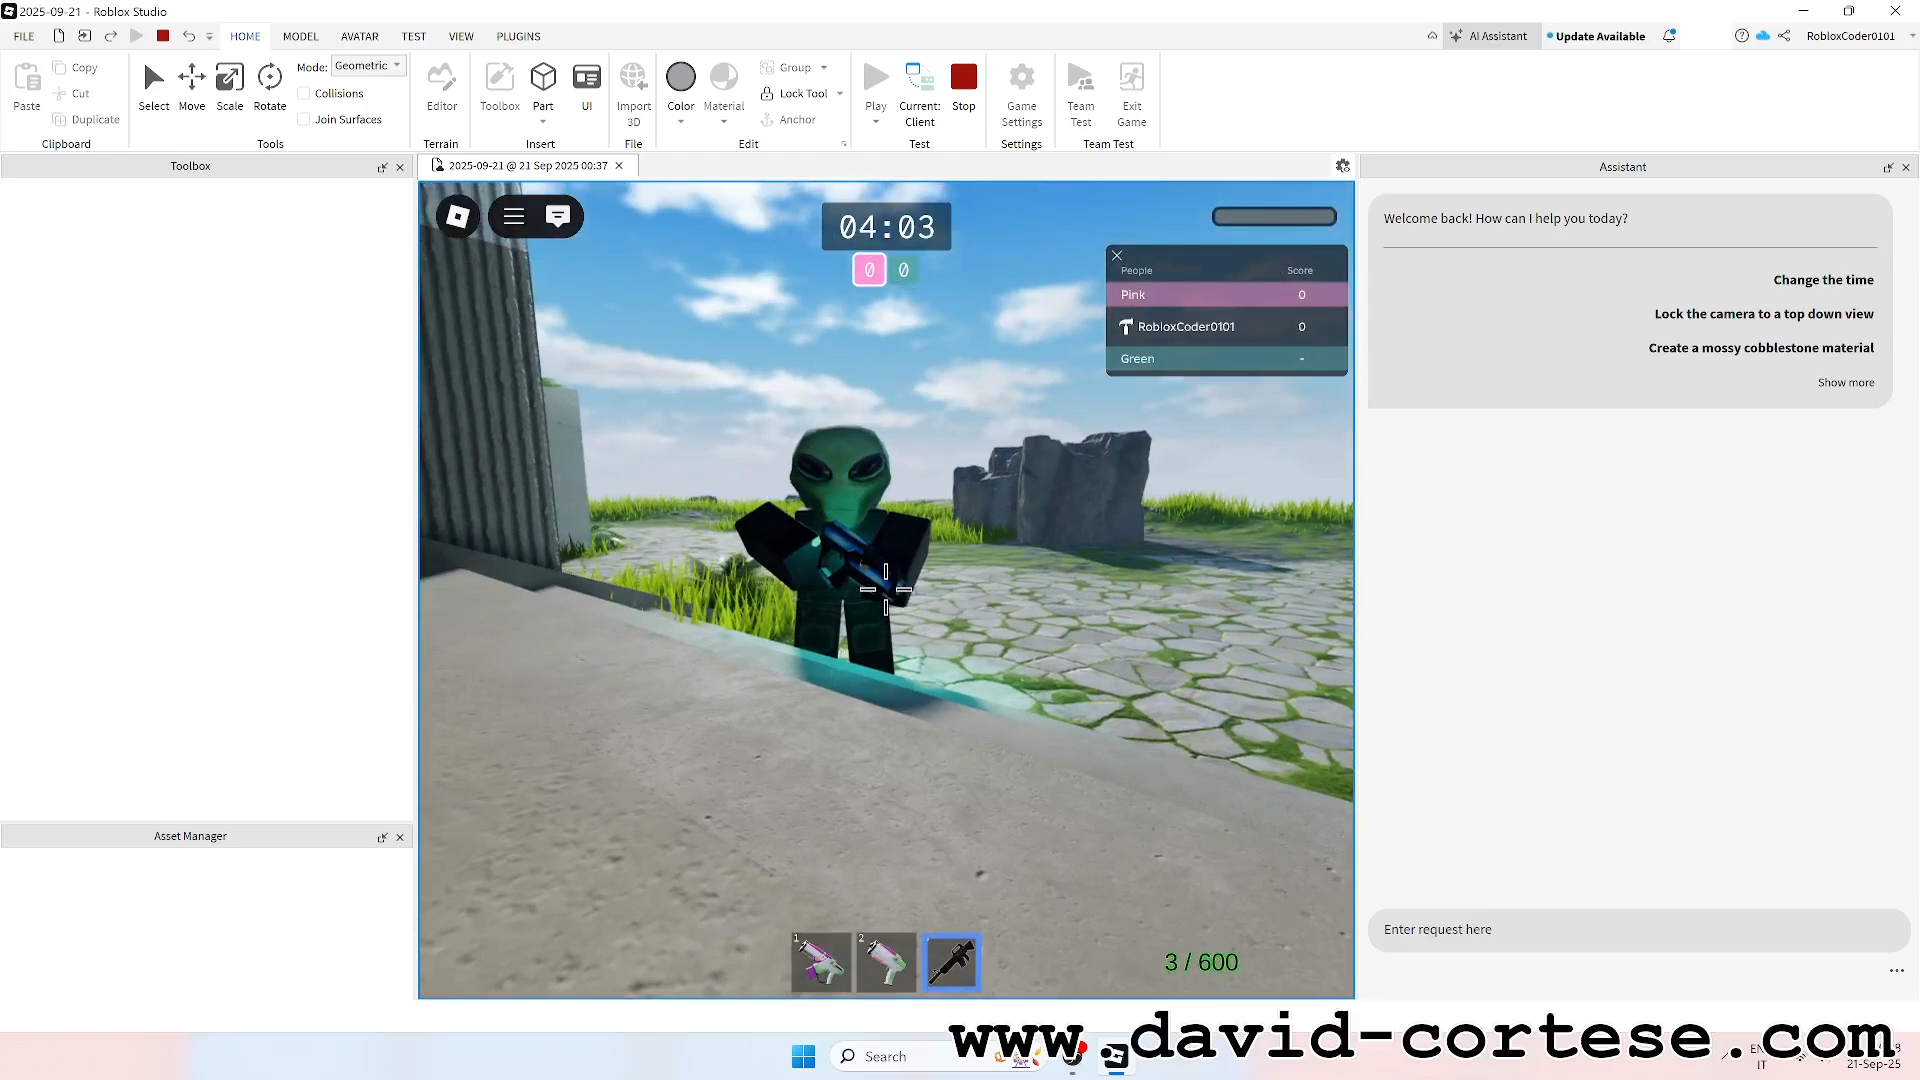 2025-09-21 - Roblox Studio
FILE HOME MODEL AVATAR TEST VIEW PLUGINS AI Assistant Update Available RobloxCoder0101
Paste Copy Cut Duplicate
Clipboard
Select Move Scale Rotate
Mode: Geometric
Collisions
Join Surfaces
Tools
Editor
Terrain
Toolbox Part UI
Insert
Import 3D
File
Color Material
Group
Lock Tool
Anchor
Edit
Play Current: Client Stop
Test
Game Settings
Settings
Team Test Exit Game
Team Test
Toolbox
2025-09-21 @ 21 Sep 2025 00:37
Assistant
04:03
0 0
People Score
Pink 0
RobloxCoder0101 0
Green -
Welcome back! How can I help you today?
Change the time
Lock the camera to a top down view
Create a mossy cobblestone material
Show more
Asset Manager
Enter request here
1 2
3 / 600
www.david-cortese.com
Search
IT
21-Sep-25